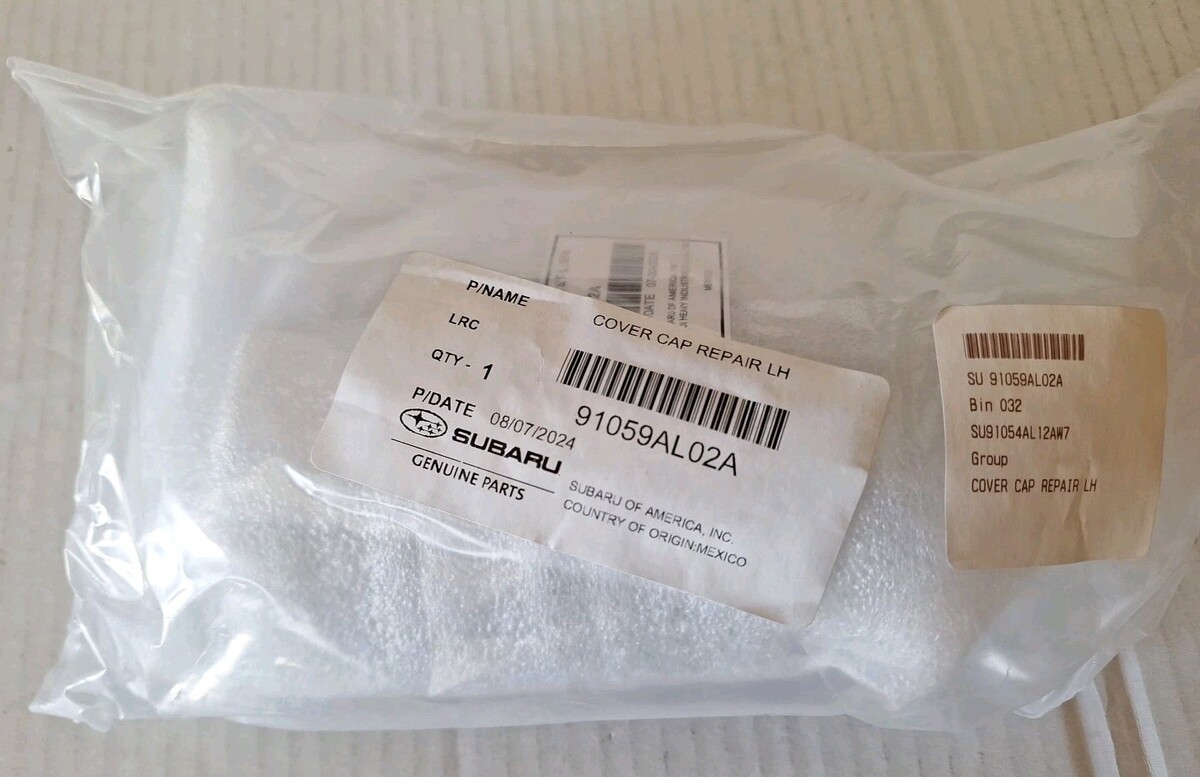 P/NAME
COVER CAP REPAIR LH
LRC
QTY - 1
91059AL02A
P/DATE 08/07/2024
SUBARU
GENUINE PARTS
SUBARU OF AMERICA, INC.
COUNTRY OF ORIGIN:MEXICO
SU 91059AL02A
Bin 032
SU91054AL12AW7
Group
COVER CAP REPAIR LH